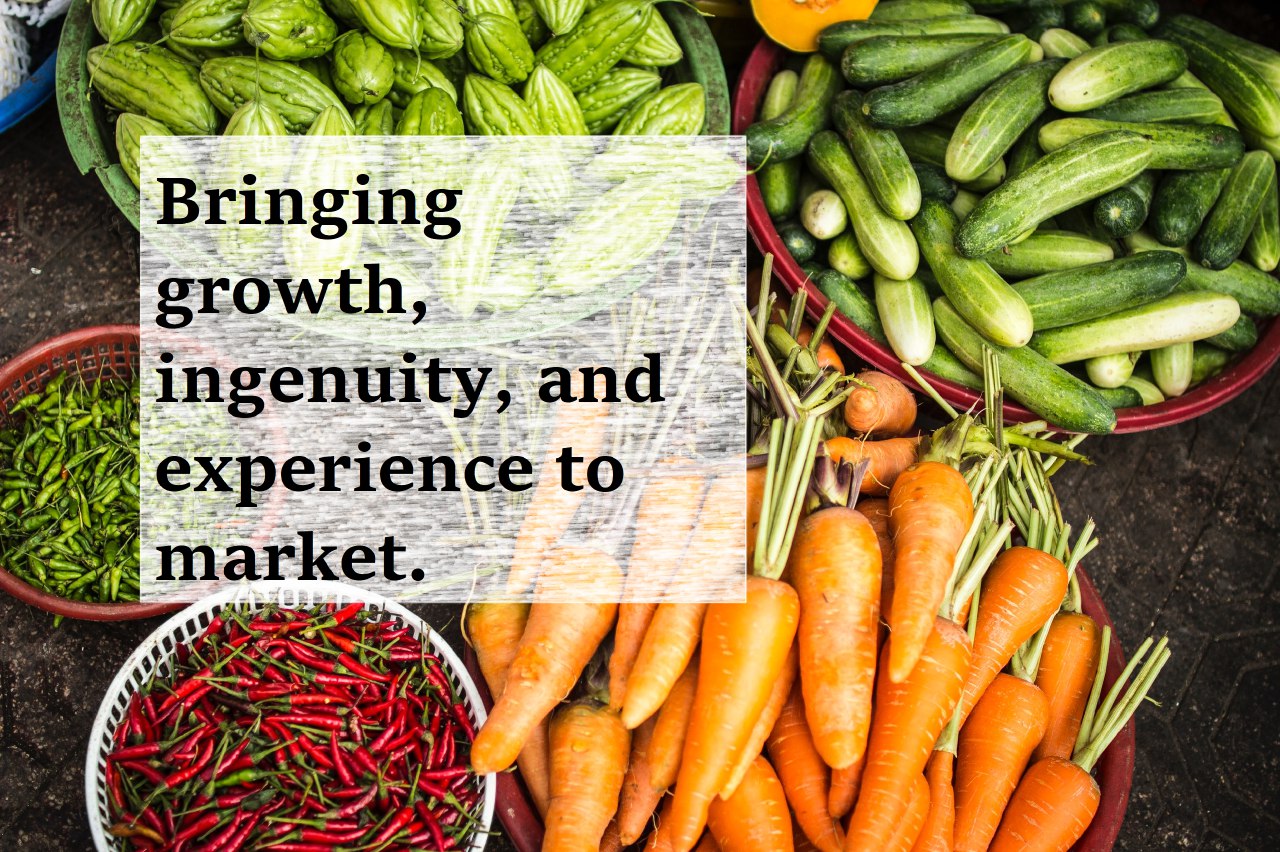 Bringing
growth,
ingenuity, and
experience to
market.